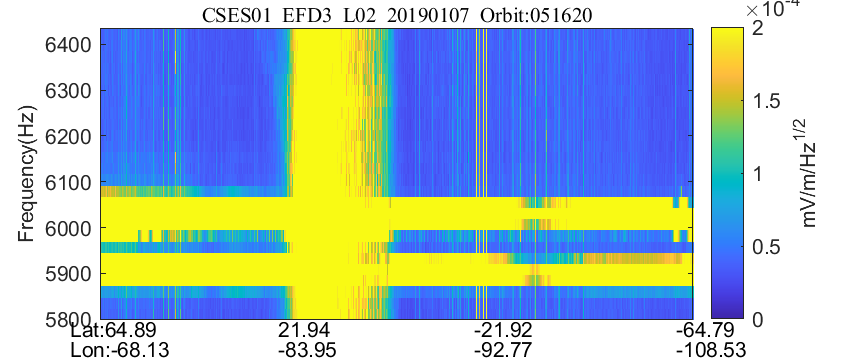 CSES01 EFD3 L02 20190107 Orbit:051620
×10⁻⁴
Frequency(Hz)
6400
6300
6200
6100
6000
5900
5800
2
1.5
1
0.5
0
mV/m/Hz^1/2
Lat:64.89 21.94 -21.92 -64.79
Lon:-68.13 -83.95 -92.77 -108.53